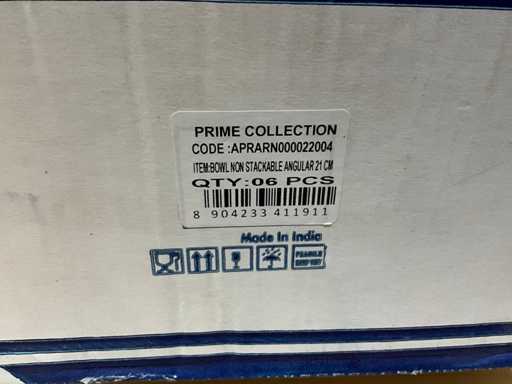 PRIME COLLECTION
CODE :APRARN000022004
ITEM:BOWL NON STACKABLE ANGULAR 21 CM
QTY:06 PCS
8 904233 411911
Made In India
FRAGILE